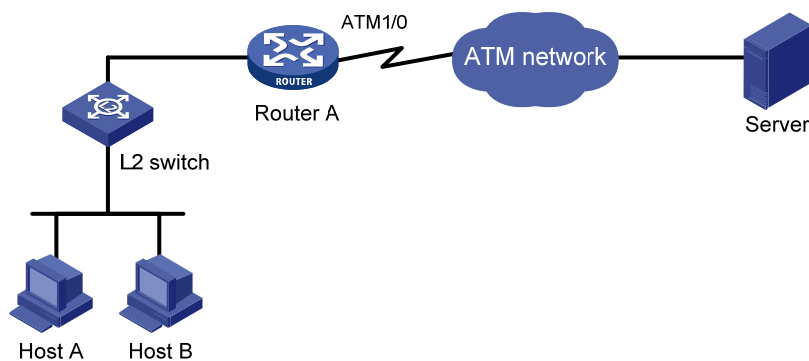 ATM1/0
ATM network
ROUTER
Router A
Server
L2 switch
Host A
Host B